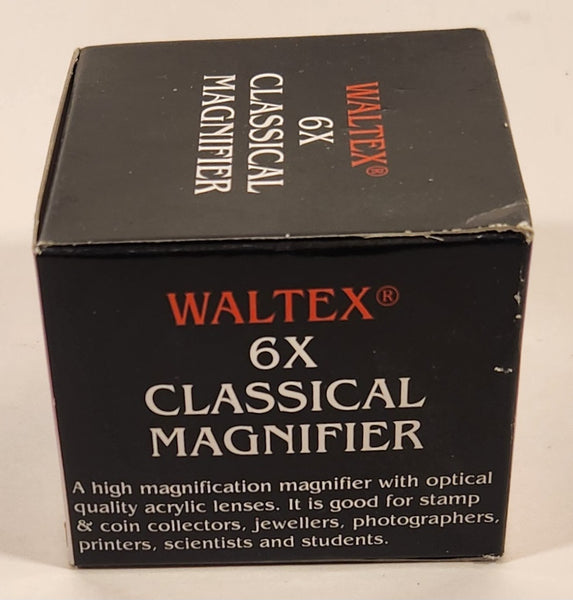 WALTEX®
6X
CLASSICAL
MAGNIFIER
WALTEX®
6X
CLASSICAL
MAGNIFIER
A high magnification magnifier with optical
quality acrylic lenses. It is good for stamp
& coin collectors, jewellers, photographers,
printers, scientists and students.